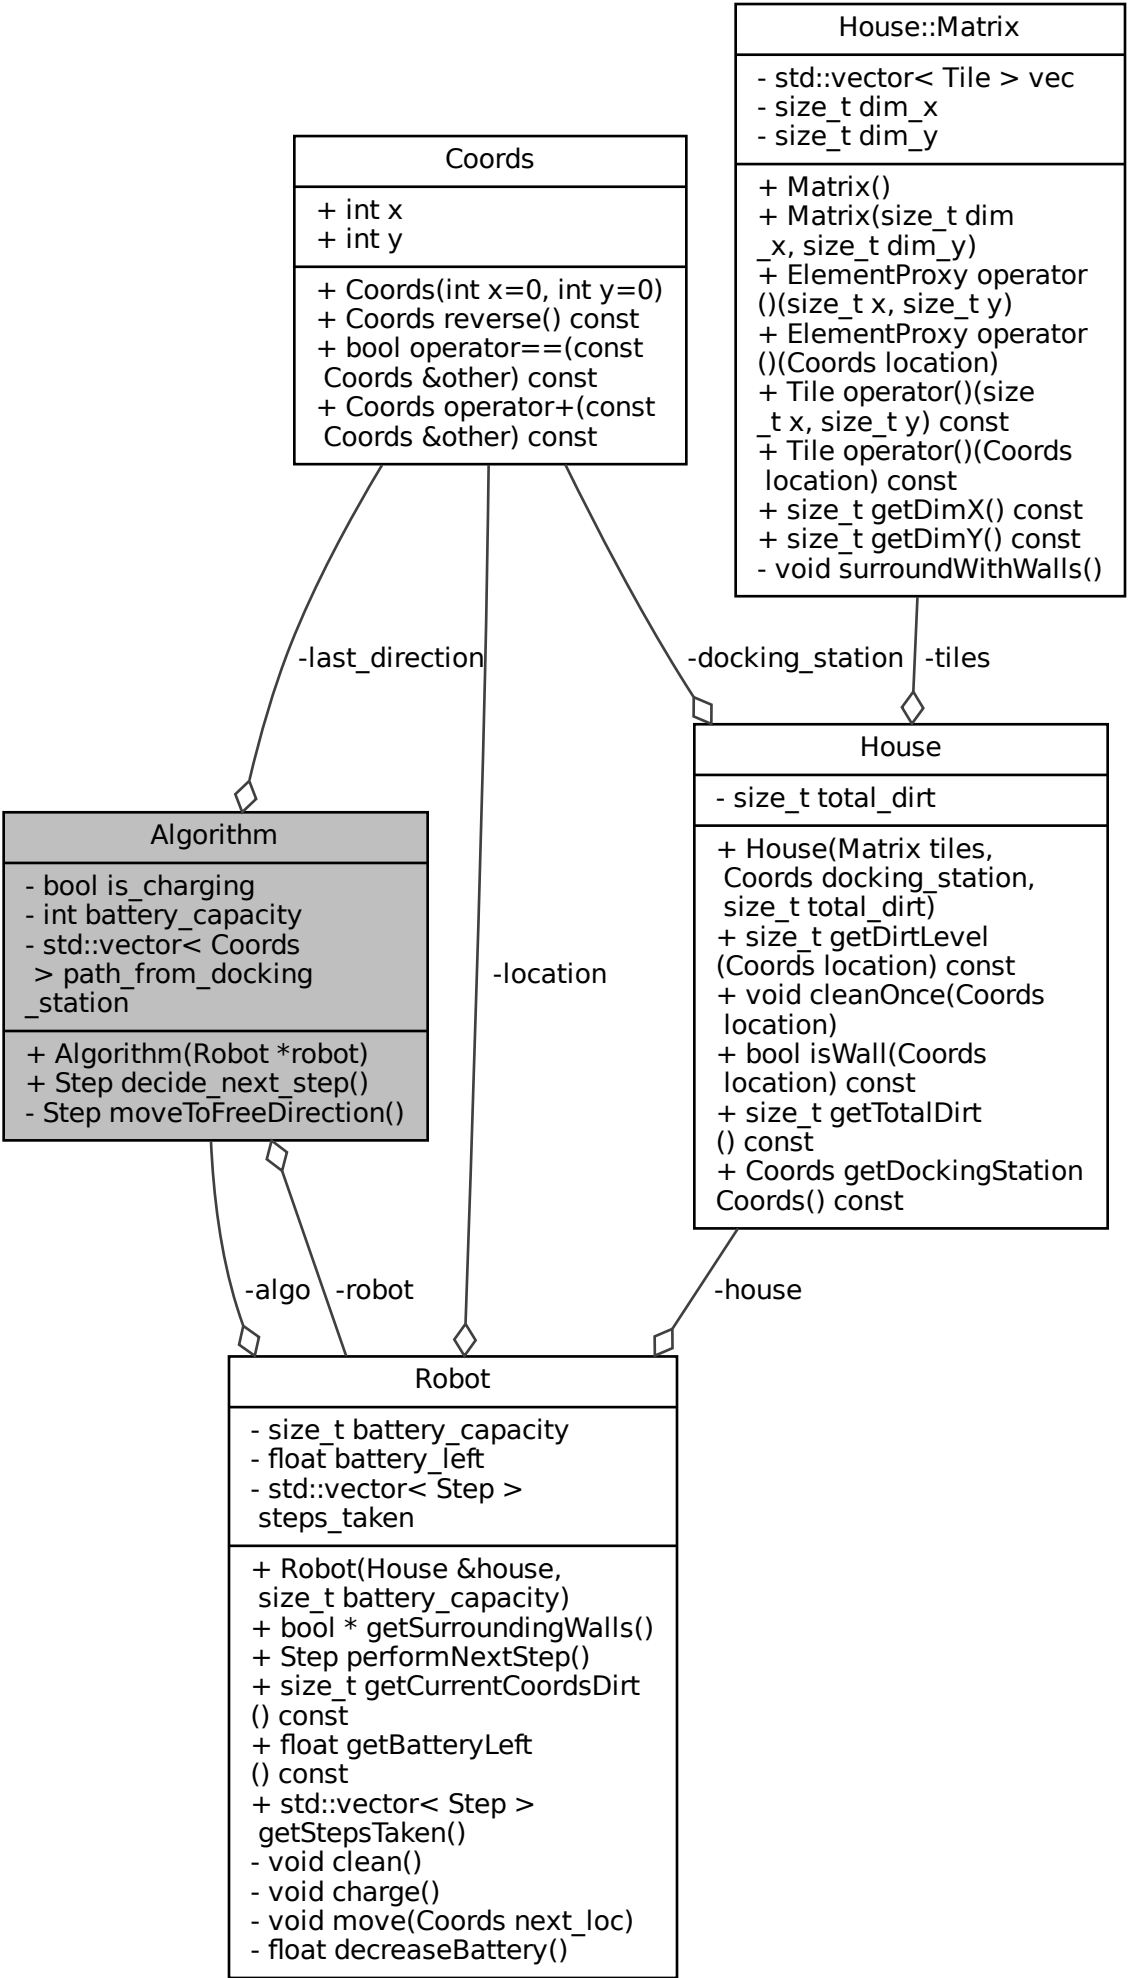 House::Matrix
- std::vector< Tile > vec
- size_t dim_x
- size_t dim_y
+ Matrix()
+ Matrix(size_t dim
_x, size_t dim_y)
+ ElementProxy operator
()(size_t x, size_t y)
+ ElementProxy operator
()(Coords location)
+ Tile operator()(size
_t x, size_t y) const
+ Tile operator()(Coords
location) const
+ size_t getDimX() const
+ size_t getDimY() const
- void surroundWithWalls()
Coords
+ int x
+ int y
+ Coords(int x=0, int y=0)
+ Coords reverse() const
+ bool operator==(const
Coords &other) const
+ Coords operator+(const
Coords &other) const
-last_direction
-docking_station
-tiles
House
- size_t total_dirt
+ House(Matrix tiles,
Coords docking_station,
size_t total_dirt)
+ size_t getDirtLevel
(Coords location) const
+ void cleanOnce(Coords
location)
+ bool isWall(Coords
location) const
+ size_t getTotalDirt
() const
+ Coords getDockingStation
Coords() const
Algorithm
- bool is_charging
- int battery_capacity
- std::vector< Coords
> path_from_docking
_station
+ Algorithm(Robot *robot)
+ Step decide_next_step()
- Step moveToFreeDirection()
-location
-algo
-robot
-house
Robot
- size_t battery_capacity
- float battery_left
- std::vector< Step >
steps_taken
+ Robot(House &house,
size_t battery_capacity)
+ bool * getSurroundingWalls()
+ Step performNextStep()
+ size_t getCurrentCoordsDirt
() const
+ float getBatteryLeft
() const
+ std::vector< Step >
getStepsTaken()
- void clean()
- void charge()
- void move(Coords next_loc)
- float decreaseBattery()